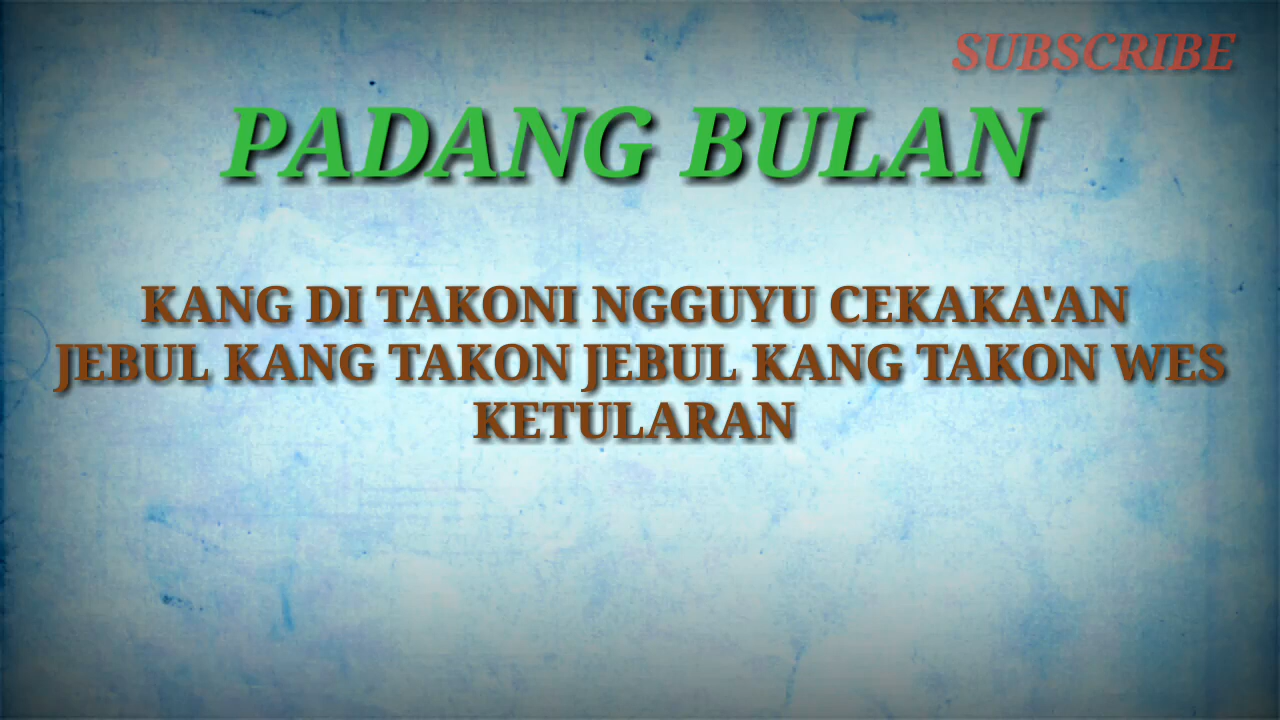 SUBSCRIBE
PADANG BULAN
KANG DI TAKONI NGGUYU CEKAKA'AN
JEBUL KANG TAKON JEBUL KANG TAKON WES
KETULARAN